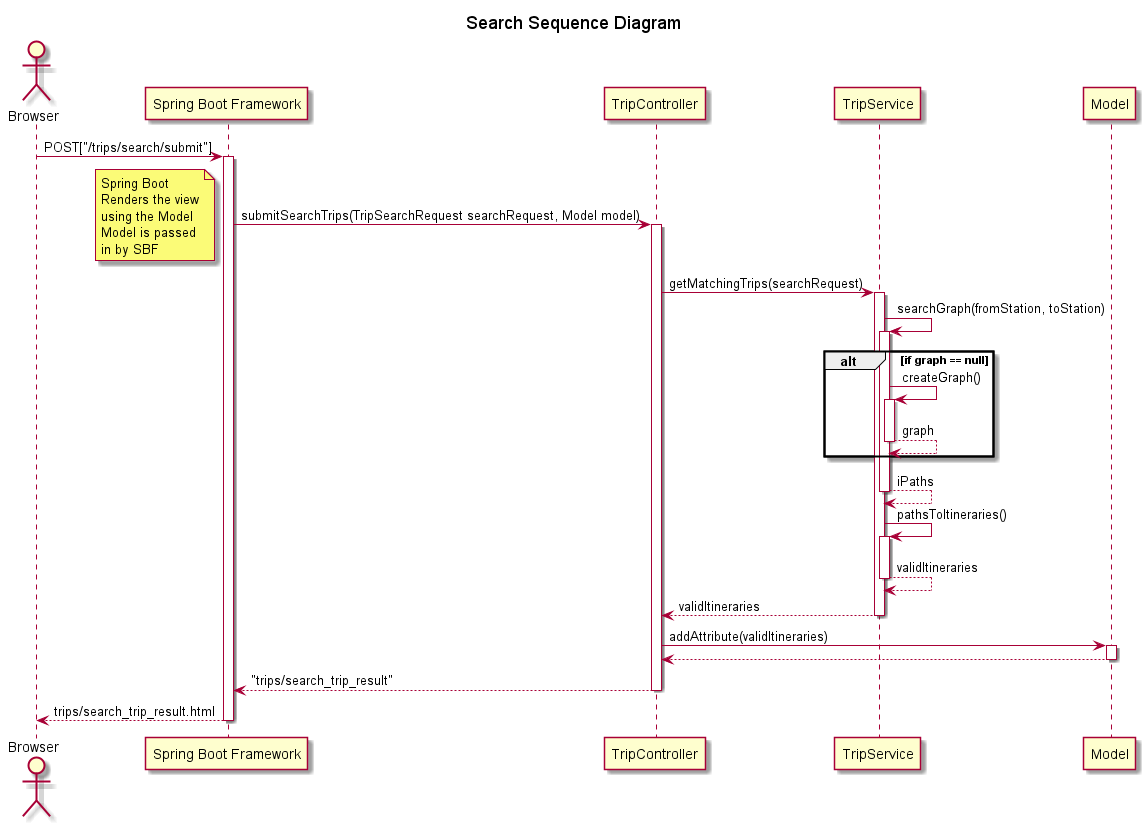 Search Sequence Diagram
Browser
Spring Boot Framework
TripController
TripService
Model
POST["/trips/search/submit"]
Spring Boot
Renders the view
using the Model
Model is passed
in by SBF
submitSearchTrips(TripSearchRequest searchRequest, Model model)
getMatchingTrips(searchRequest)
searchGraph(fromStation, toStation)
alt
[if graph == null]
createGraph()
graph
iPaths
pathsToItineraries()
validItineraries
validItineraries
addAttribute(validItineraries)
"trips/search_trip_result"
trips/search_trip_result.html
Browser
Spring Boot Framework
TripController
TripService
Model